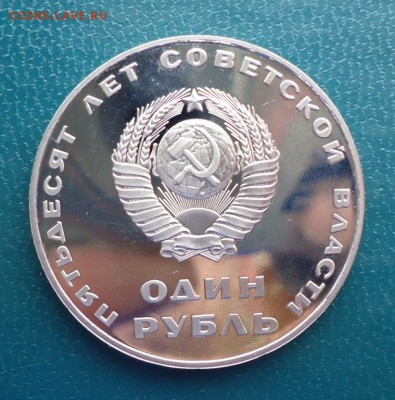 COINS.LAVE.RU
ПЯТЬДЕСЯТ ЛЕТ СОВЕТСКОЙ ВЛАСТИ
ОДИН
РУБЛЬ